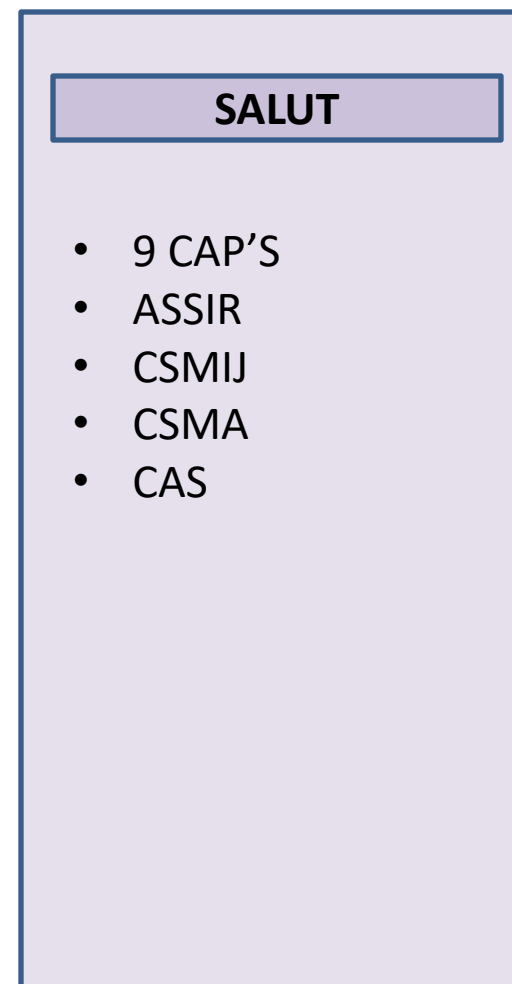 SALUT
• 9 CAP’S
• ASSIR
• CSMIJ
• CSMA
• CAS